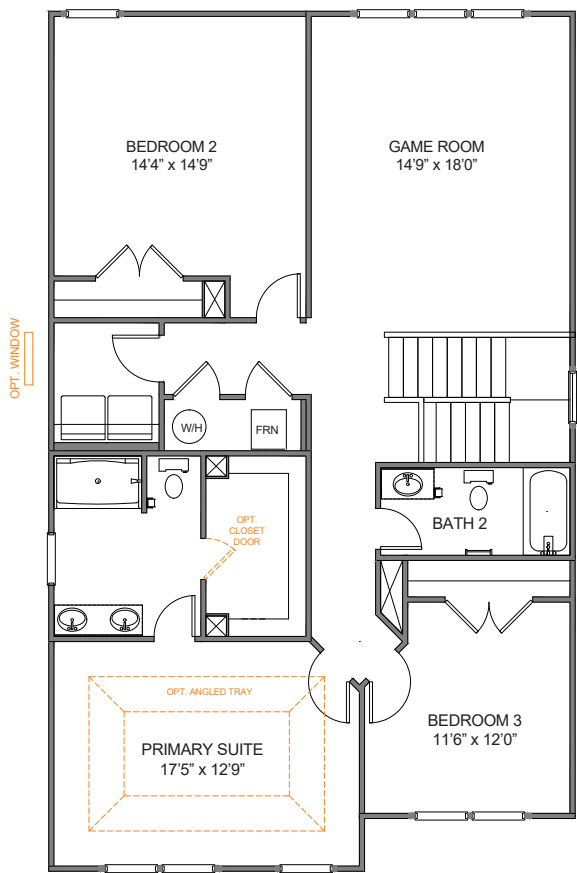 BEDROOM 2
14'4" x 14'9"
GAME ROOM
14'9" x 18'0"
OPT. WINDOW
W/H
FRN
OPT.
CLOSET
DOOR
BATH 2
OPT. ANGLED TRAY
PRIMARY SUITE
17'5" x 12'9"
BEDROOM 3
11'6" x 12'0"